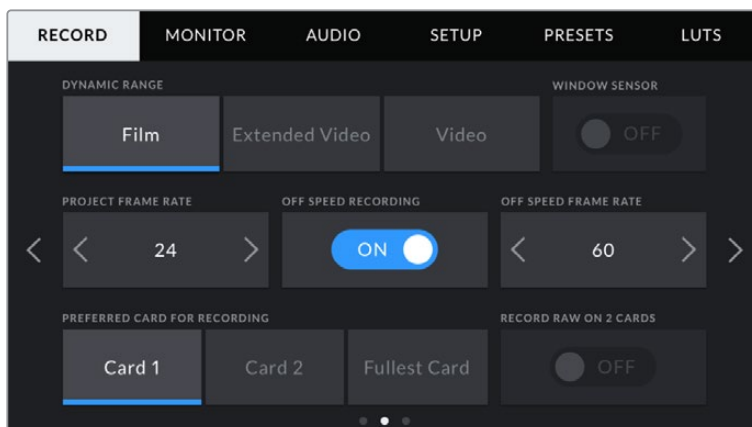 RECORD MONITOR AUDIO SETUP PRESETS LUTS
DYNAMIC RANGE WINDOW SENSOR
Film Extended Video Video OFF
PROJECT FRAME RATE OFF SPEED RECORDING OFF SPEED FRAME RATE
24 ON 60
PREFERRED CARD FOR RECORDING RECORD RAW ON 2 CARDS
Card 1 Card 2 Fullest Card OFF